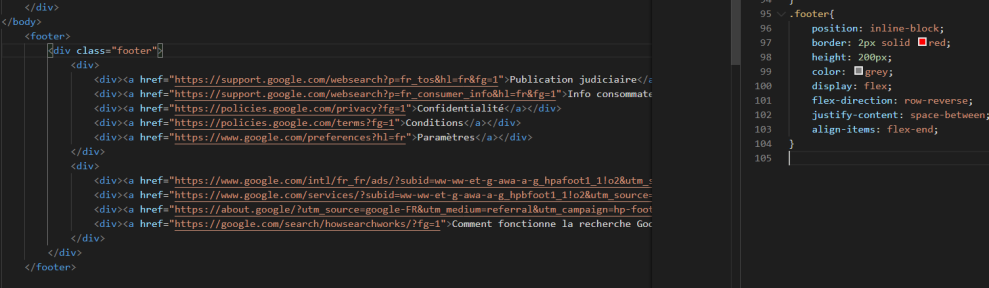 </div>
</body>
<footer>
<div class="footer">
<div>
<div><a href="https://support.google.com/websearch?p=fr_tos&hl=fr&fg=1">Publication judiciaire</a
<div><a href="https://support.google.com/websearch?p=fr_consumer_info&hl=fr&fg=1">Info consommate
<div><a href="https://policies.google.com/privacy?fg=1">Confidentialité</a></div>
<div><a href="https://policies.google.com/terms?fg=1">Conditions</a></div>
<div><a href="https://www.google.com/preferences?hl=fr">Paramètres</a></div>
</div>
<div>
<div><a href="https://www.google.com/intl/fr_fr/ads/?subid=ww-ww-et-g-awa-a-g_hpafoot1_1!o2&utm_s
<div><a href="https://www.google.com/services/?subid=ww-ww-et-g-awa-a-g_hpbfoot1_1!o2&utm_source=
<div><a href="https://about.google/?utm_source=google-FR&utm_medium=referral&utm_campaign=hp-foot
<div><a href="https://google.com/search/howsearchworks/?fg=1">Comment fonctionne la recherche Goo
</div>
</div>
</footer>
94 }
95 .footer{
96 position: inline-block;
97 border: 2px solid red;
98 height: 200px;
99 color: grey;
100 display: flex;
101 flex-direction: row-reverse;
102 justify-content: space-between;
103 align-items: flex-end;
104 }
105